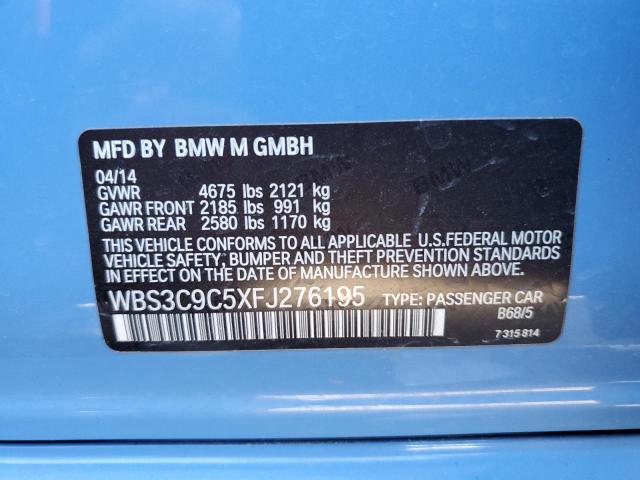 MFD BY BMW M GMBH
04/14
GVWR 4675 lbs 2121 kg
GAWR FRONT 2185 lbs 991 kg
GAWR REAR 2580 lbs 1170 kg
THIS VEHICLE CONFORMS TO ALL APPLICABLE U.S.FEDERAL MOTOR
VEHICLE SAFETY, BUMPER AND THEFT PREVENTION STANDARDS
IN EFFECT ON THE DATE OF MANUFACTURE SHOWN ABOVE.
WBS3C9C5XFJ276195 TYPE: PASSENGER CAR
B68/5
7 315 814